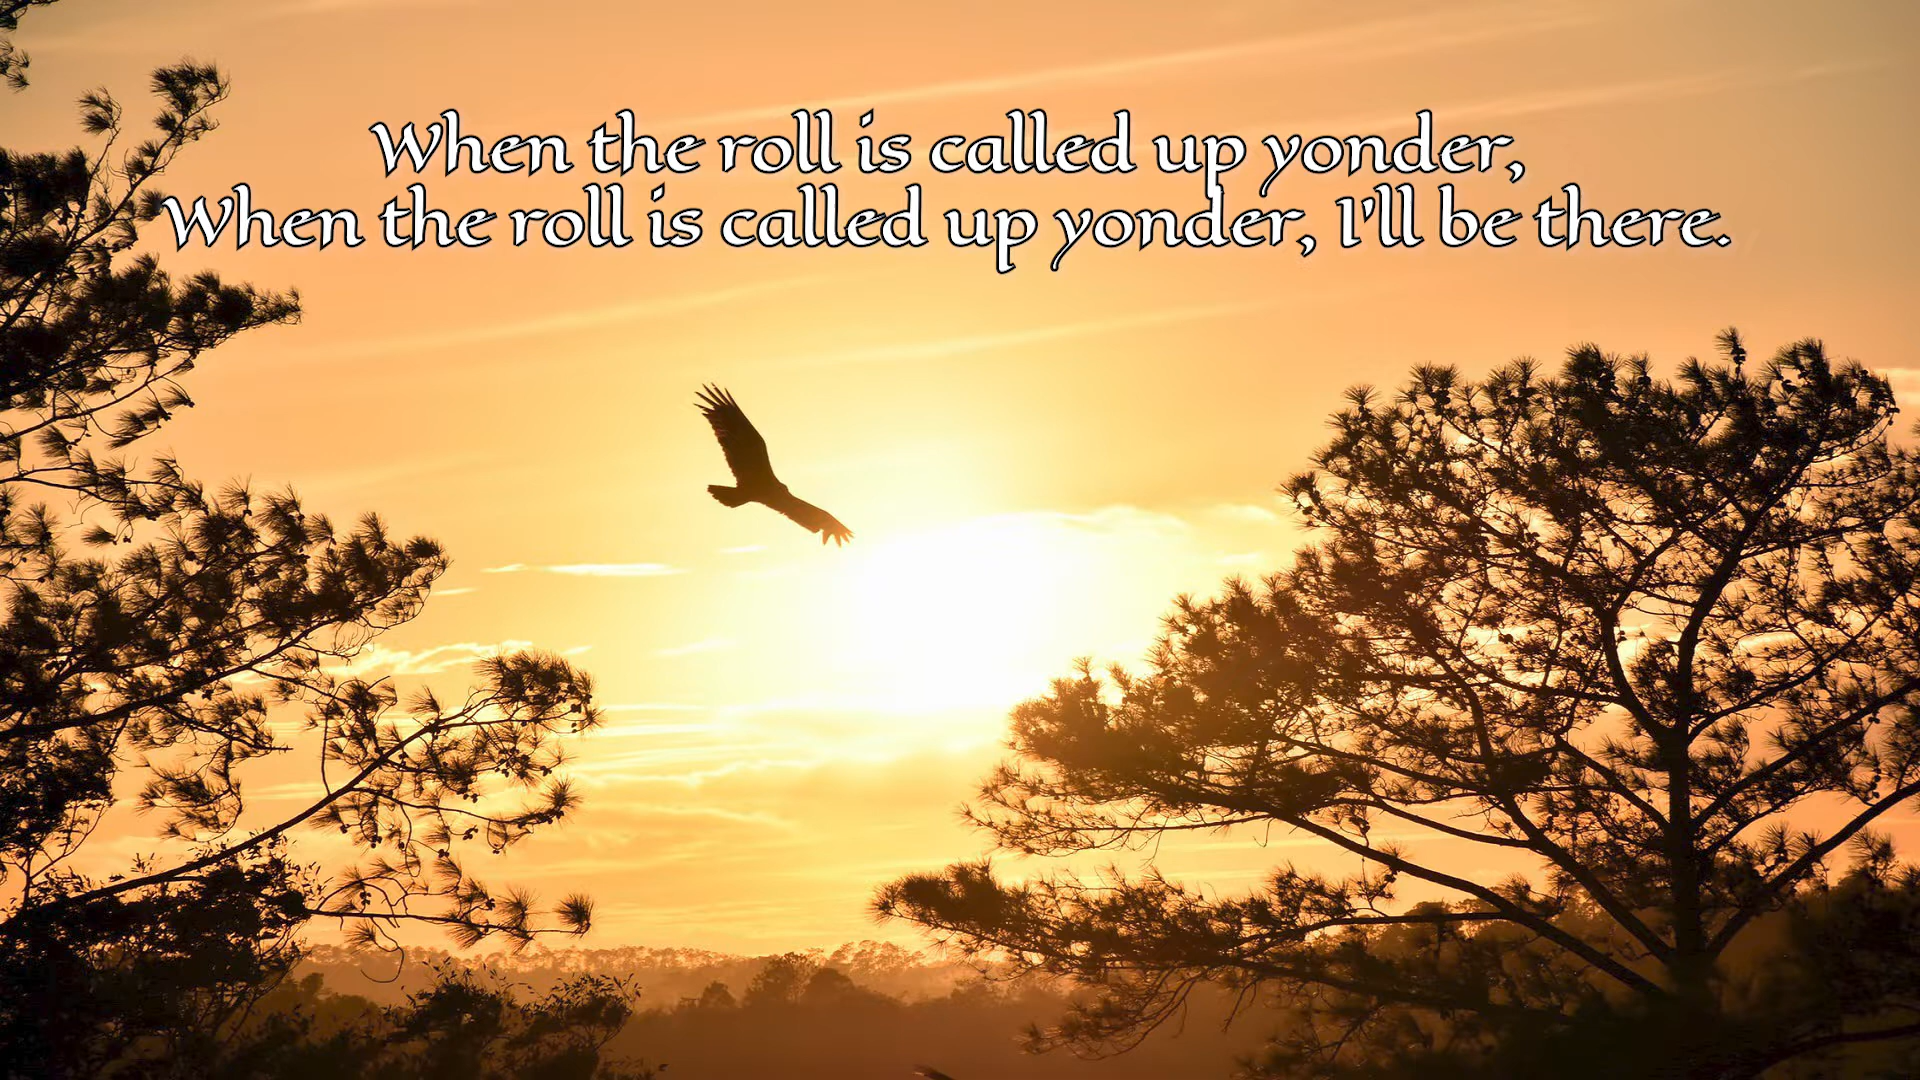 When the roll is called up yonder,
When the roll is called up yonder, I'll be there.